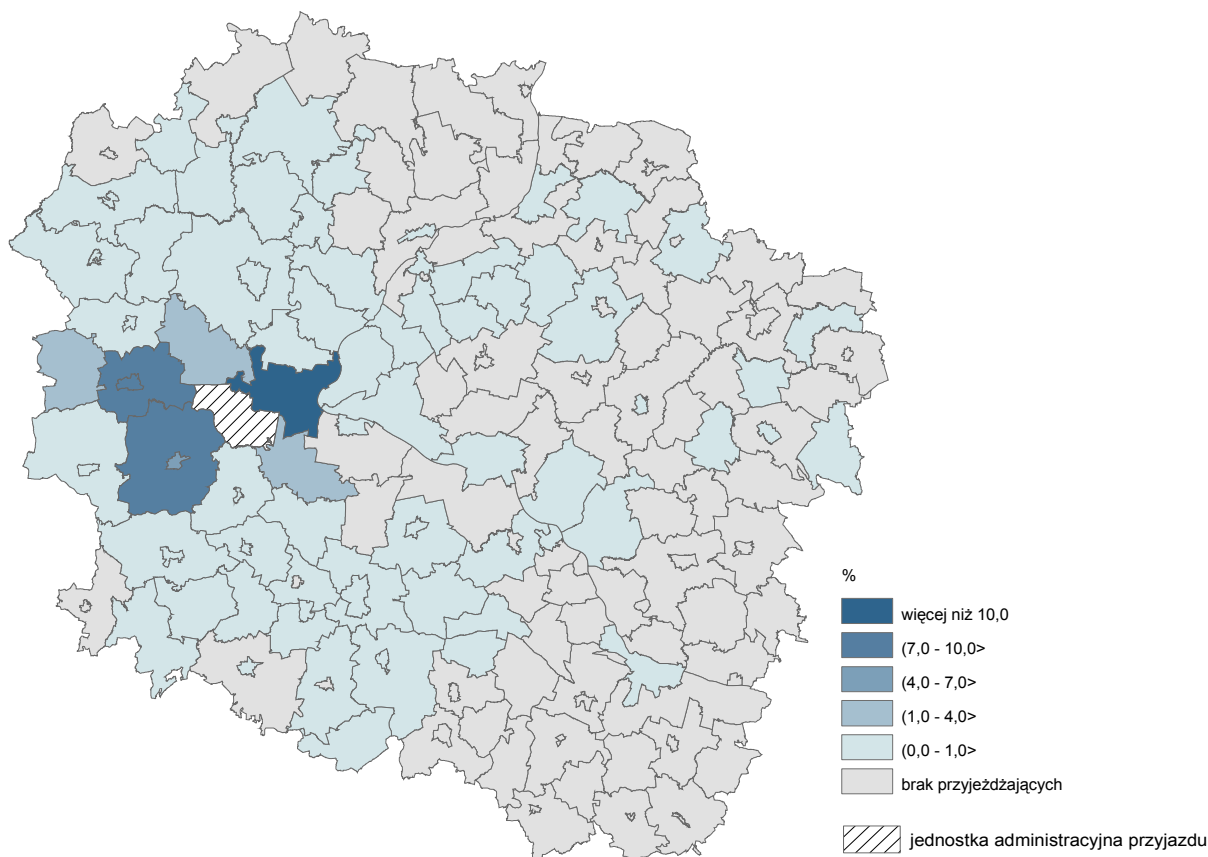 %
więcej niż 10,0
(7,0 - 10,0>
(4,0 - 7,0>
(1,0 - 4,0>
(0,0 - 1,0>
brak przyjeżdżających
jednostka administracyjna przyjazdu